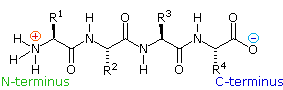 R1 O R3 O
H H N N O
H N N
H O R2 H O R4
N-terminus C-terminus